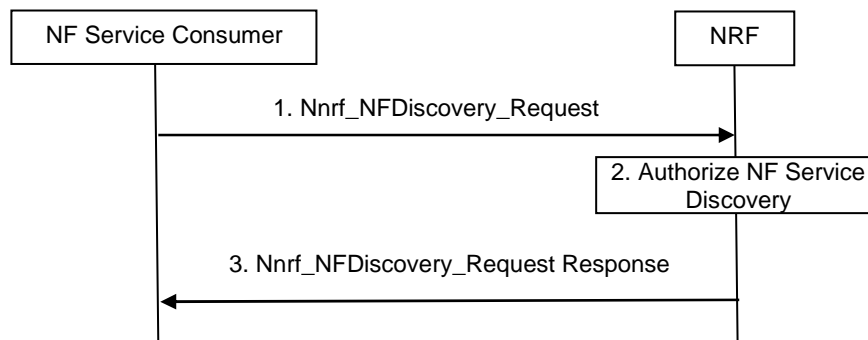 NF Service Consumer
NRF
1. Nnrf_NFDiscovery_Request
2. Authorize NF Service
Discovery
3. Nnrf_NFDiscovery_Request Response